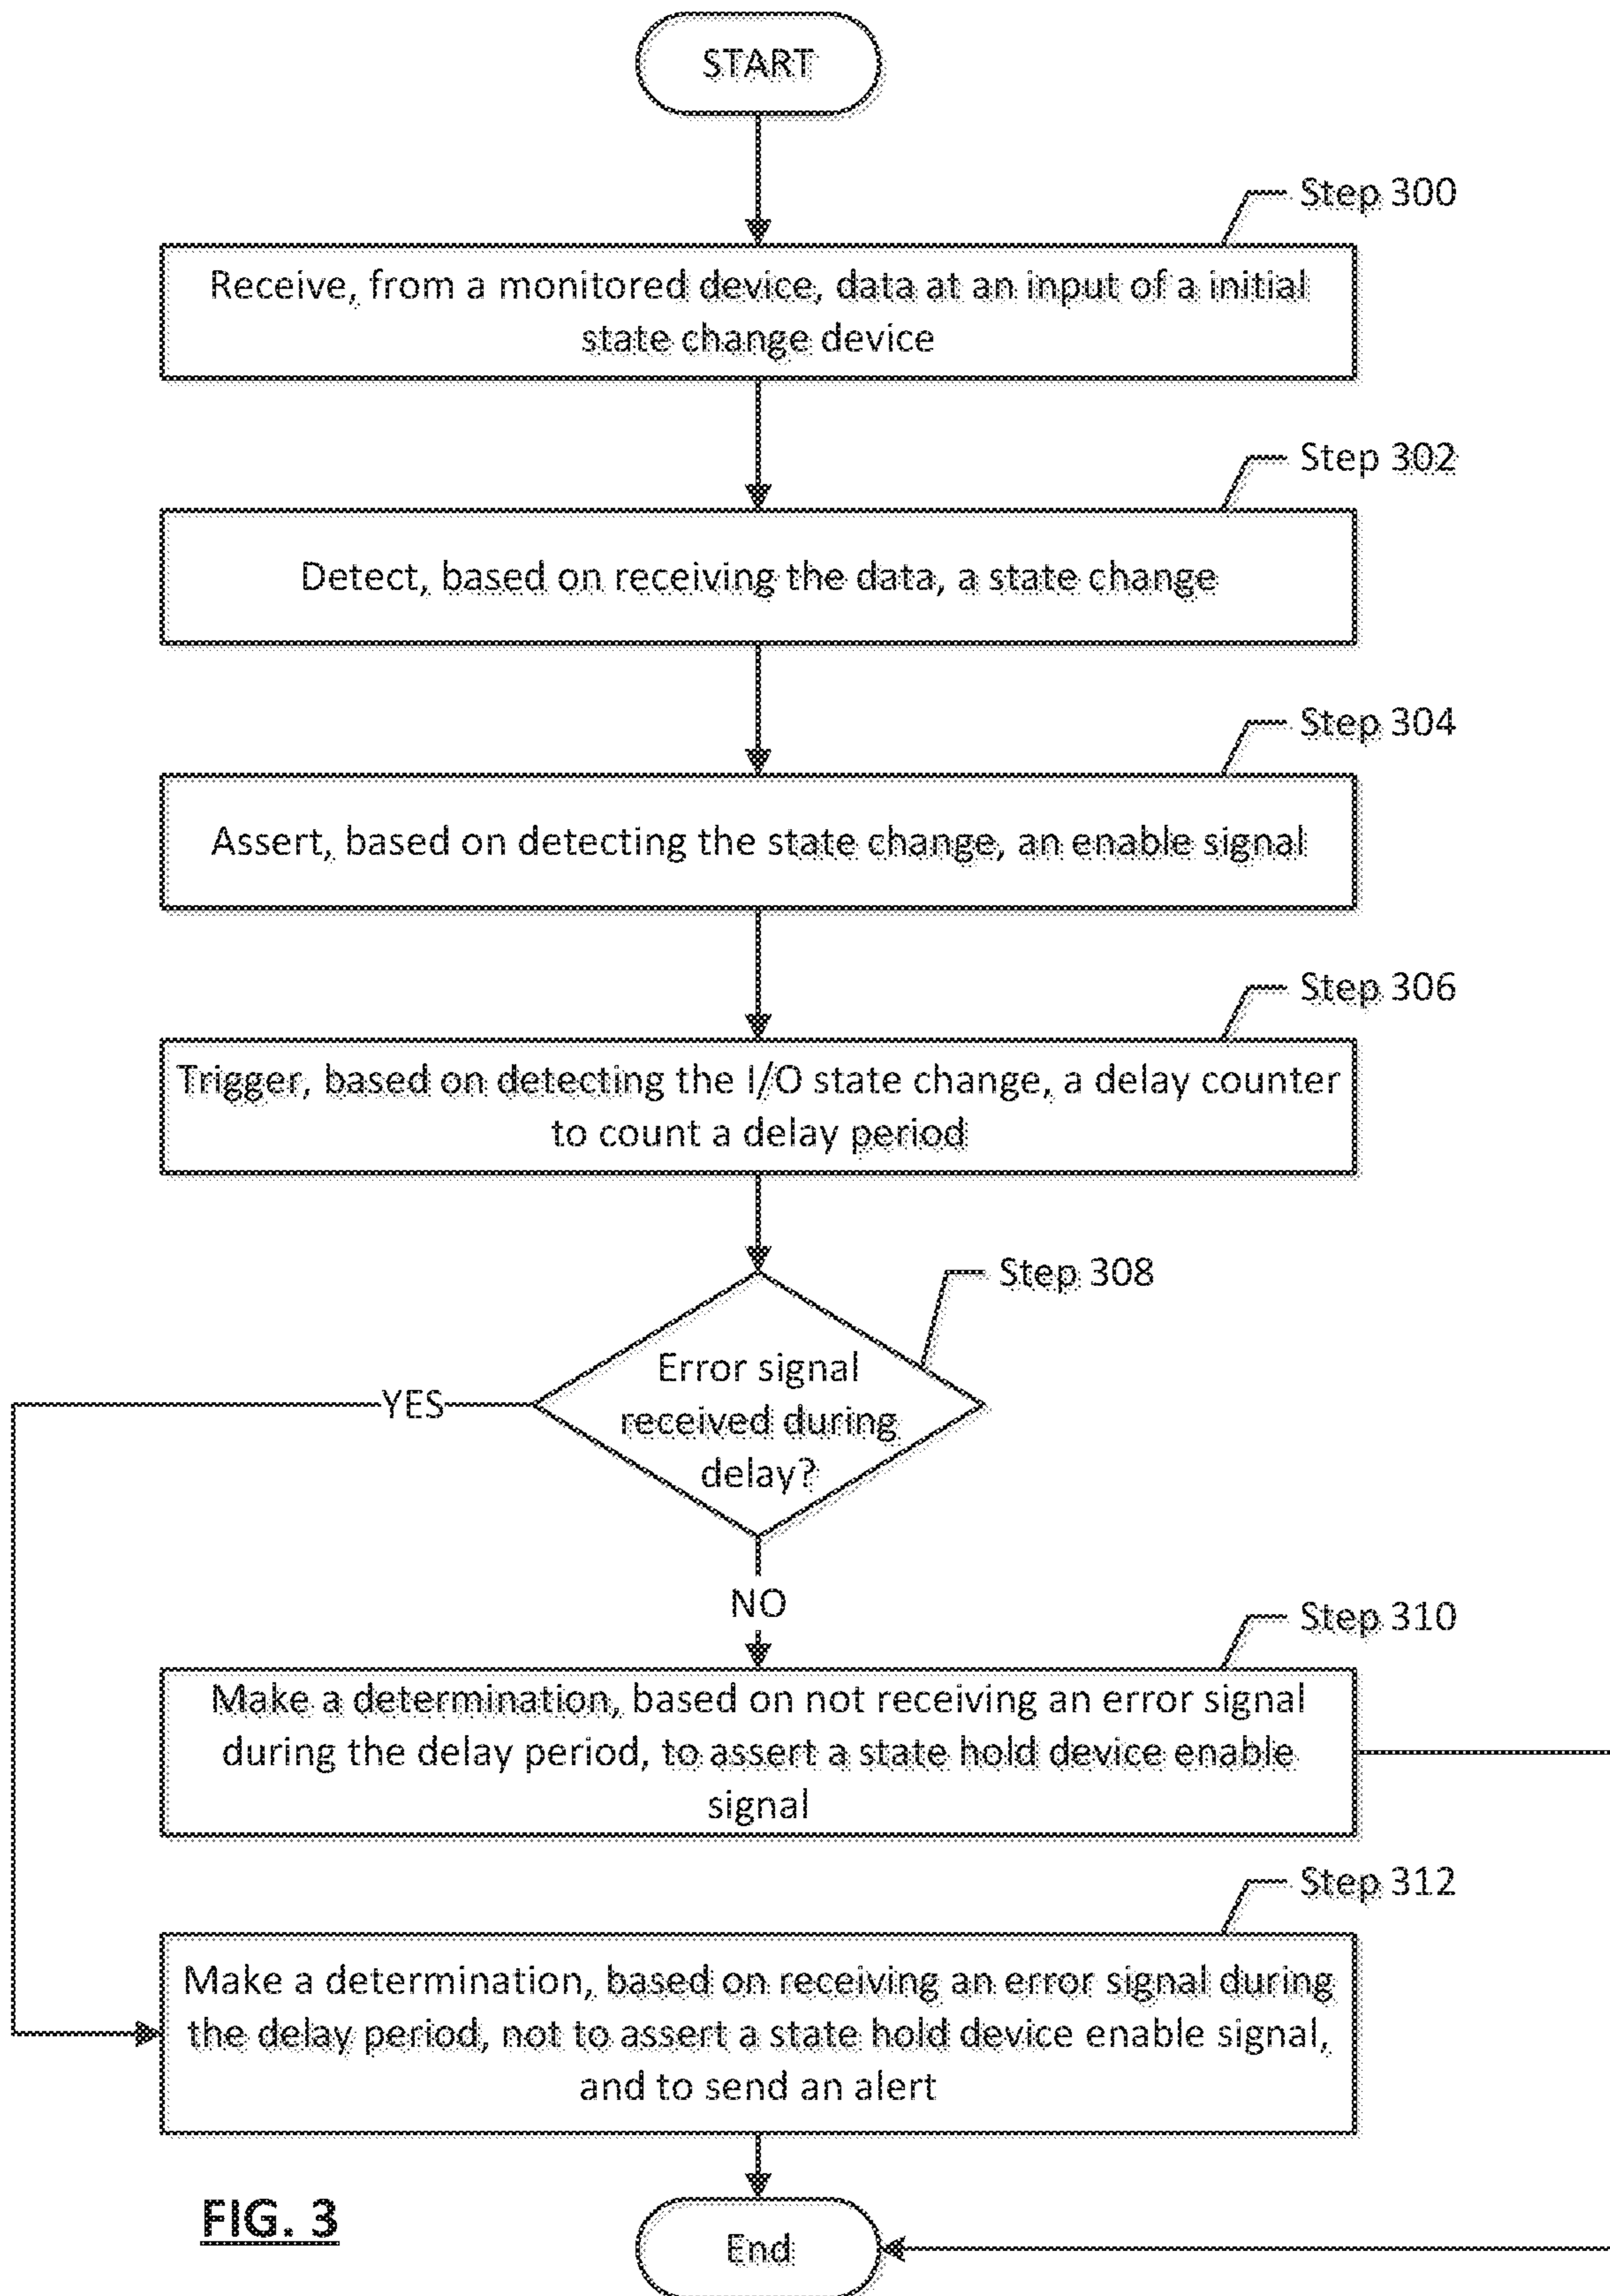 START
Step 300
Receive, from a monitored device, data at an input of a initial
state change device
Step 302
Detect, based on receiving the data, a state change
Step 304
Assert, based on detecting the state change, an enable signal
Step 306
Trigger, based on detecting the I/O state change, a delay counter
to count a delay period
Step 308
Error signal
received during
delay?
YES
NO
Step 310
Make a determination, based on not receiving an error signal
during the delay period, to assert a state hold device enable
signal
Step 312
Make a determination, based on receiving an error signal during
the delay period, not to assert a state hold device enable signal,
and to send an alert
FIG. 3
End